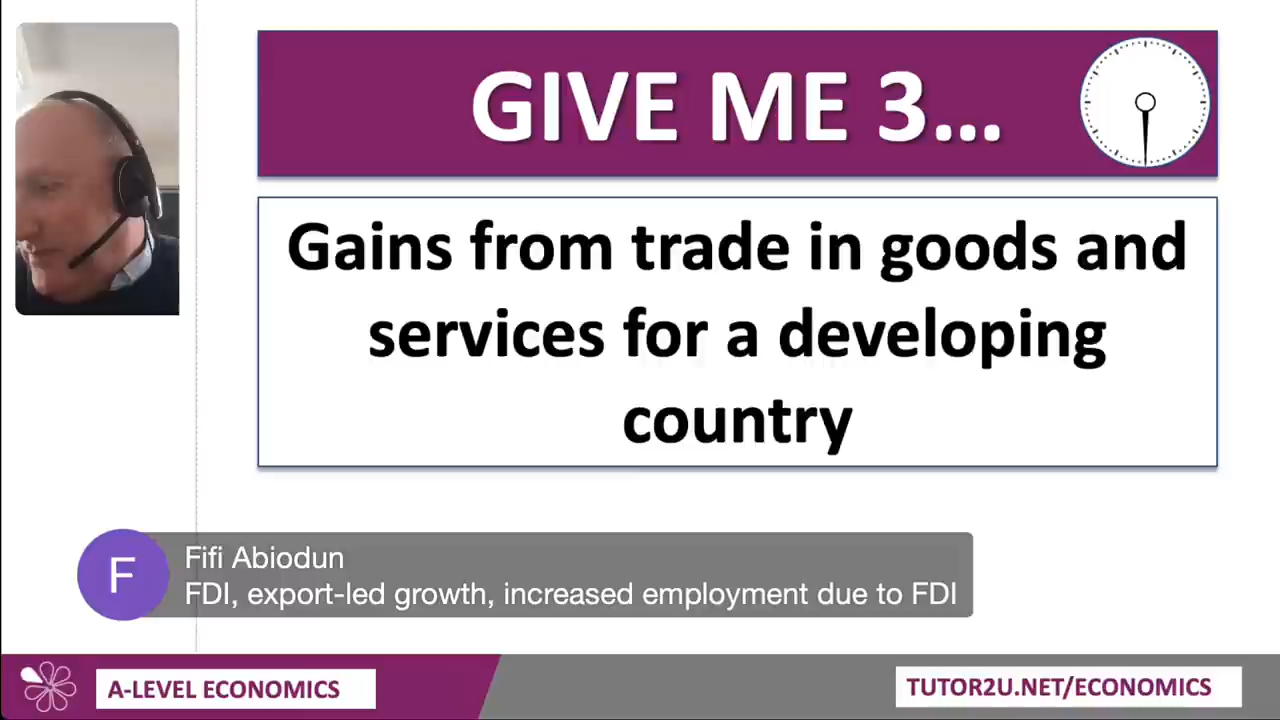 GIVE ME 3...
Gains from trade in goods and
services for a developing
country
F
Fifi Abiodun
FDI, export-led growth, increased employment due to FDI
A-LEVEL ECONOMICS
TUTOR2U.NET/ECONOMICS